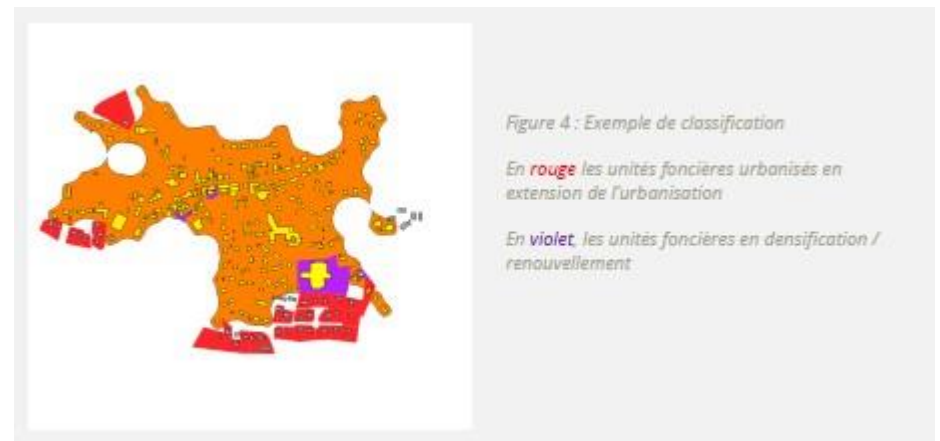 Figure 4 : Exemple de classification
En rouge les unités foncières urbanisés en
extension de l'urbanisation
En violet, les unités foncières en densification /
renouvellement